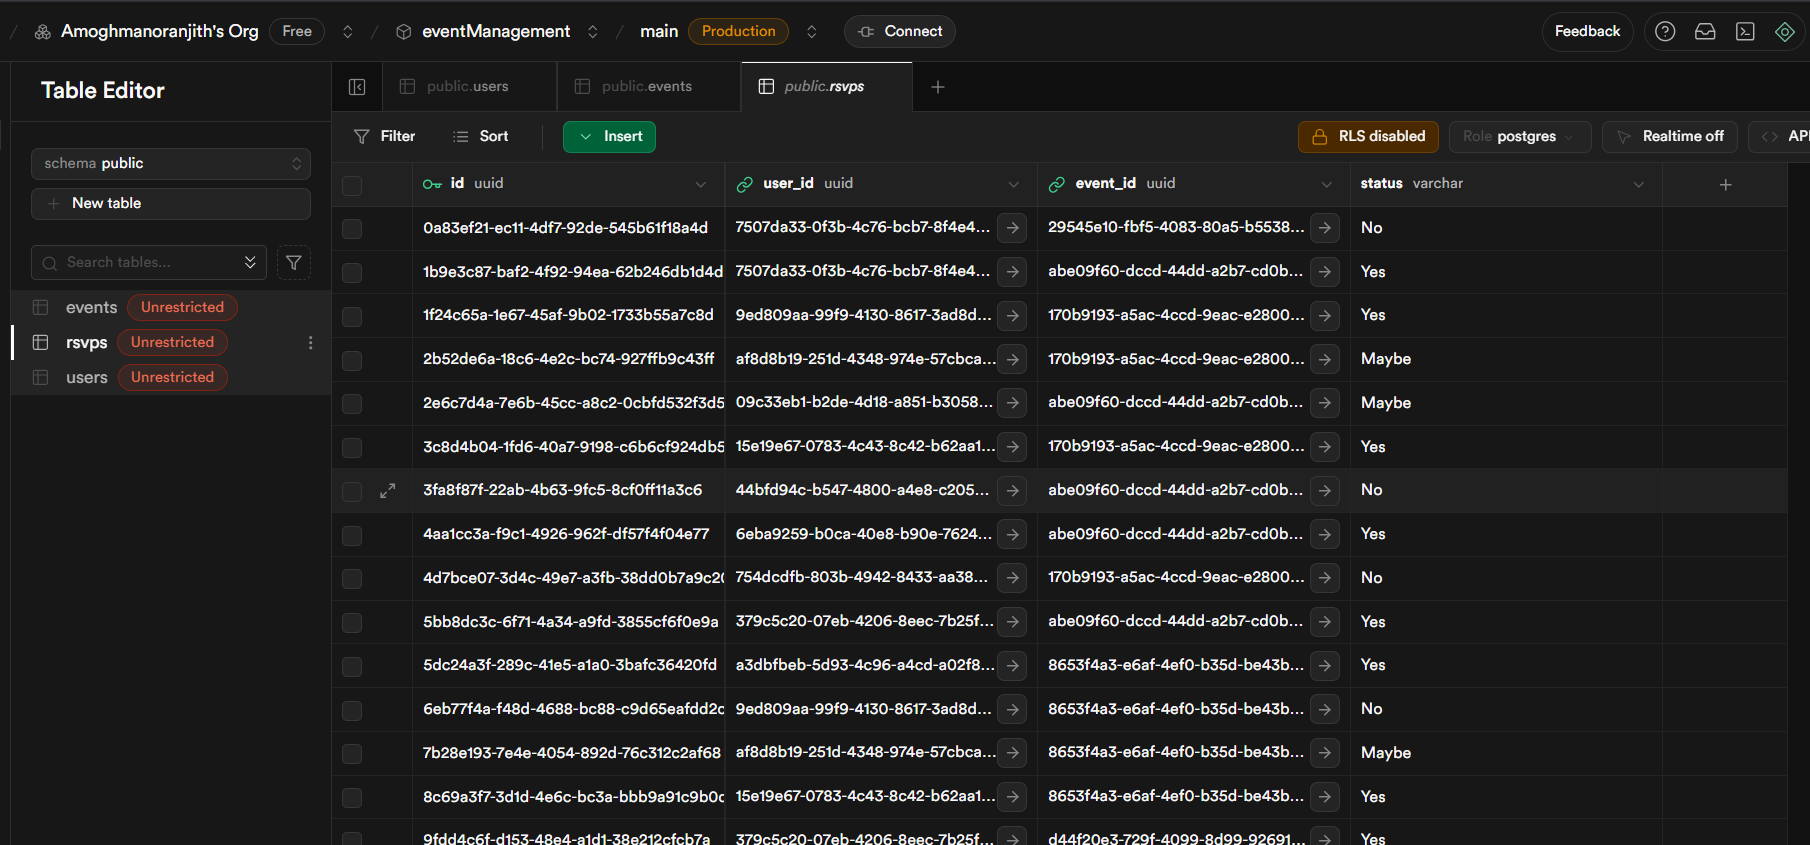 / Amoghmanoranjith's Org Free / eventManagement / main Production Connect Feedback
Table Editor
public.users public.events public.rsvps
Filter Sort Insert RLS disabled Role postgres Realtime off API
schema public
New table
Search tables...
events Unrestricted
rsvps Unrestricted
users Unrestricted
id uuid user_id uuid event_id uuid status varchar
0a83ef21-ec11-4df7-92de-545b61f18a4d 7507da33-0f3b-4c76-bcb7-8f4e4... 29545e10-fbf5-4083-80a5-b5538... No
1b9e3c87-baf2-4f92-94ea-62b246db1d4d 7507da33-0f3b-4c76-bcb7-8f4e4... abe09f60-dccd-44dd-a2b7-cd0b... Yes
1f24c65a-1e67-45af-9b02-1733b55a7c8d 9ed809aa-99f9-4130-8617-3ad8d... 170b9193-a5ac-4ccd-9eac-e2800... Yes
2b52de6a-18c6-4e2c-bc74-927ffb9c43ff af8d8b19-251d-4348-974e-57cbca... 170b9193-a5ac-4ccd-9eac-e2800... Maybe
2e6c7d4a-7e6b-45cc-a8c2-0cbfd532f3d5 09c33eb1-b2de-4d18-a851-b3058... abe09f60-dccd-44dd-a2b7-cd0b... Maybe
3c8d4b04-1fd6-40a7-9198-c6b6cf924db5 15e19e67-0783-4c43-8c42-b62aa1... 170b9193-a5ac-4ccd-9eac-e2800... Yes
3fa8f87f-22ab-4b63-9fc5-8cf0ff11a3c6 44bfd94c-b547-4800-a4e8-c205... abe09f60-dccd-44dd-a2b7-cd0b... No
4aa1cc3a-f9c1-4926-962f-df57f4f04e77 6eba9259-b0ca-40e8-b90e-7624... abe09f60-dccd-44dd-a2b7-cd0b... Yes
4d7bce07-3d4c-49e7-a3fb-38dd0b7a9c20 754dcdfb-803b-4942-8433-aa38... 170b9193-a5ac-4ccd-9eac-e2800... No
5bb8dc3c-6f71-4a34-a9fd-3855cf6f0e9a 379c5c20-07eb-4206-8eec-7b25f... abe09f60-dccd-44dd-a2b7-cd0b... Yes
5dc24a3f-289c-41e5-a1a0-3bafc36420fd a3dbfbeb-5d93-4c96-a4cd-a02f8... 8653f4a3-e6af-4ef0-b35d-be43b... Yes
6eb77f4a-f48d-4688-bc88-c9d65eafdd2c 9ed809aa-99f9-4130-8617-3ad8d... 8653f4a3-e6af-4ef0-b35d-be43b... No
7b28e193-7e4e-4054-892d-76c312c2af68 af8d8b19-251d-4348-974e-57cbca... 8653f4a3-e6af-4ef0-b35d-be43b... Maybe
8c69a3f7-3d1d-4e6c-bc3a-bbb9a91c9b0c 15e19e67-0783-4c43-8c42-b62aa1... 8653f4a3-e6af-4ef0-b35d-be43b... Yes
9fdd4c6f-d153-48e4-a1d1-38e212cfcb7a 379c5c20-07eb-4206-8eec-7b25f... d44f20e3-729f-4099-8d99-92691... Yes